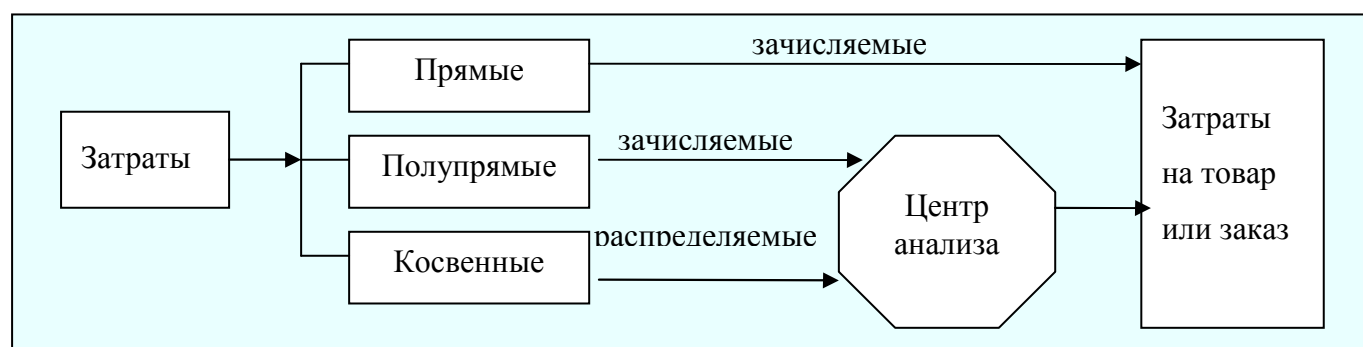 зачисляемые
Прямые
Затраты
на товар
или заказ
зачисляемые
Затраты
Полупрямые
Центр
анализа
распределяемые
Косвенные